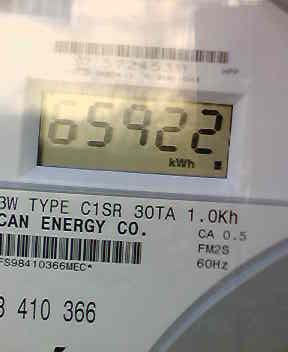 65922
kWh
3W TYPE C1SR 30TA 1.0Kh
CAN ENERGY CO.
CA 0.5
FM2S
60Hz
FS98410366MEC*
8 410 366